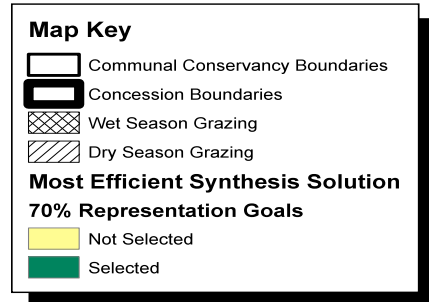 Map Key
Communal Conservancy Boundaries
Concession Boundaries
Wet Season Grazing
Dry Season Grazing
Most Efficient Synthesis Solution
70% Representation Goals
Not Selected
Selected